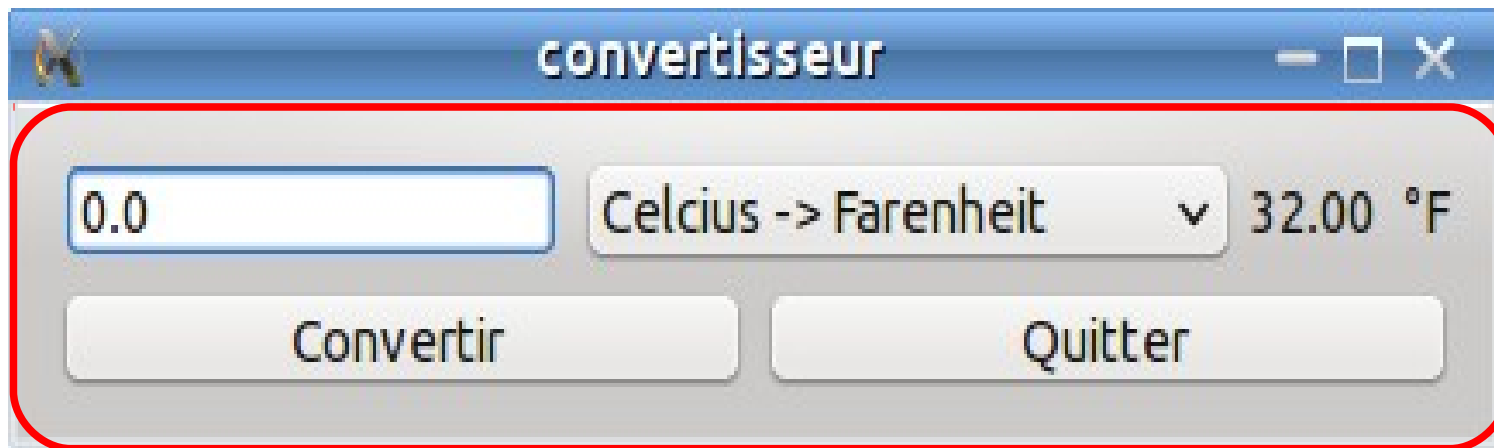 convertisseur
0.0 Celcius -> Farenheit 32.00 °F
Convertir Quitter